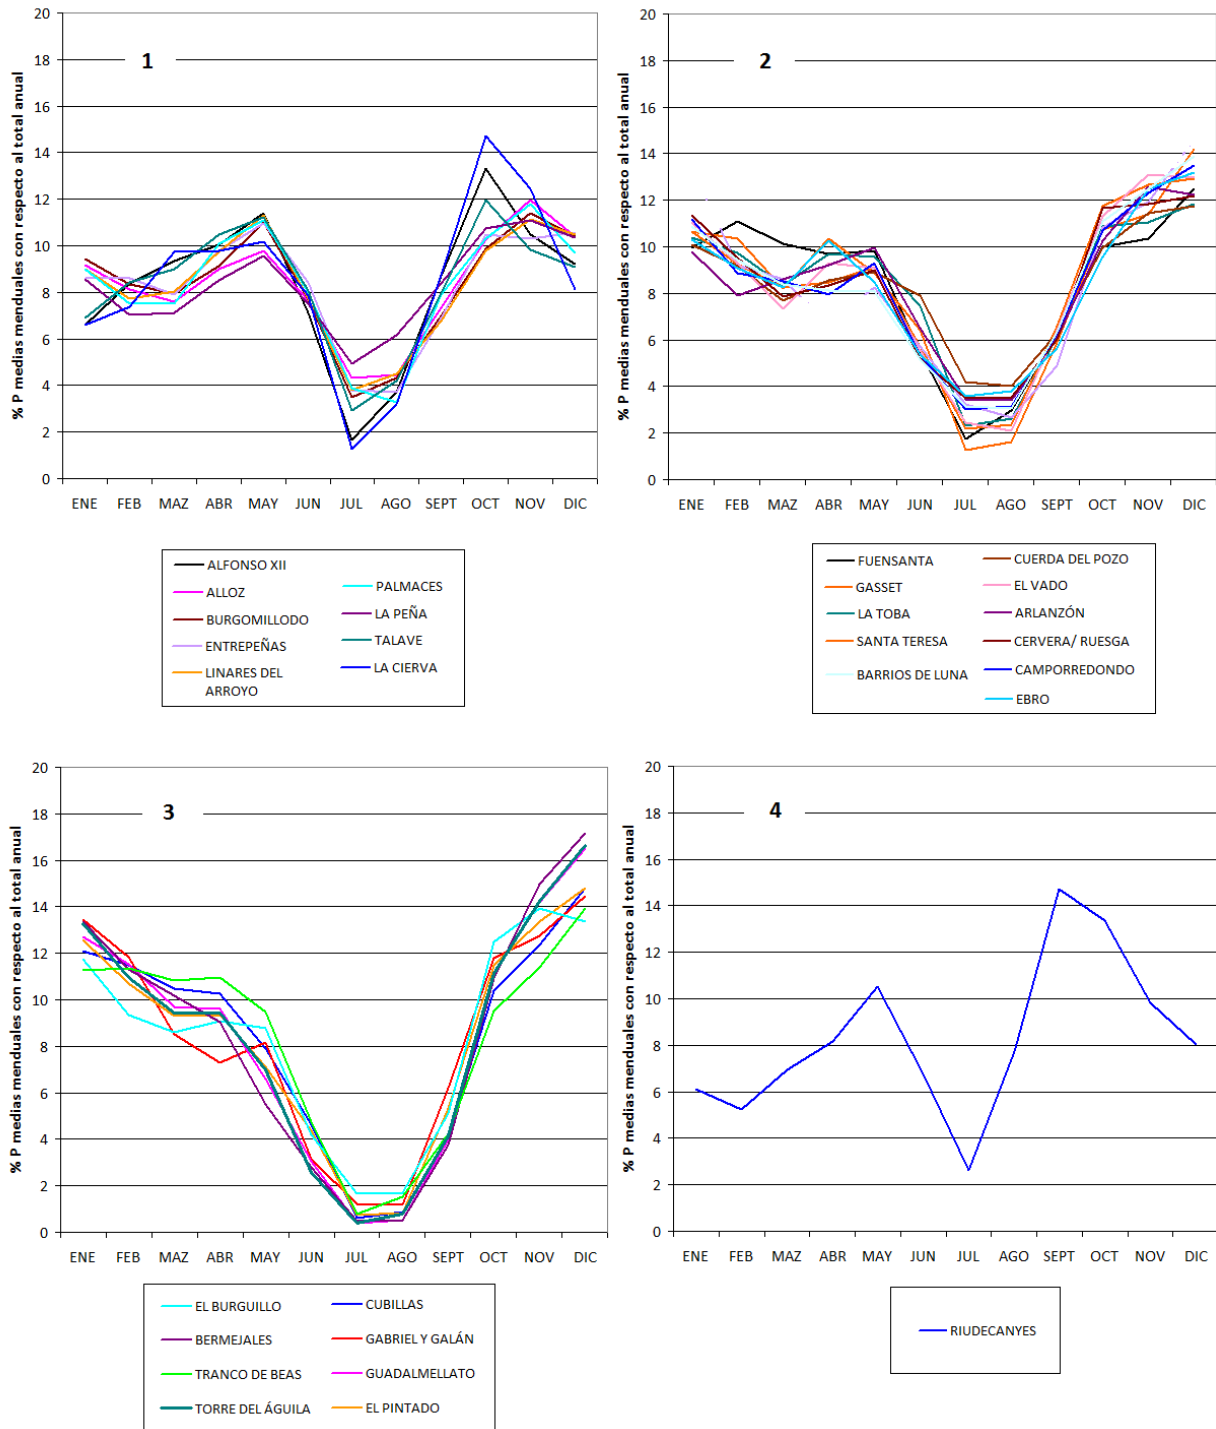 % P medias menduales con respecto al total anual
20
18
16
14
12
10
8
6
4
2
0
1
ENE FEB MAZ ABR MAY JUN JUL AGO SEPT OCT NOV DIC
ALFONSO XII
ALLOZ
BURGOMILLODO
ENTREPEÑAS
LINARES DEL
ARROYO
PALMACES
LA PEÑA
TALAVE
LA CIERVA
% P medias menduales con respecto al total anual
20
18
16
14
12
10
8
6
4
2
0
2
ENE FEB MAZ ABR MAY JUN JUL AGO SEPT OCT NOV DIC
FUENSANTA
GASSET
LA TOBA
SANTA TERESA
BARRIOS DE LUNA
CUERDA DEL POZO
EL VADO
ARLANZÓN
CERVERA/ RUESGA
CAMPORREDONDO
EBRO
% P medias menduales con respecto al total anual
20
18
16
14
12
10
8
6
4
2
0
3
ENE FEB MAZ ABR MAY JUN JUL AGO SEPT OCT NOV DIC
EL BURGUILLO
BERMEJALES
TRANCO DE BEAS
TORRE DEL ÁGUILA
CUBILLAS
GABRIEL Y GALÁN
GUADALMELLATO
EL PINTADO
% P medias menduales con respecto al total anual
20
18
16
14
12
10
8
6
4
2
0
4
ENE FEB MAZ ABR MAY JUN JUL AGO SEPT OCT NOV DIC
RIUDECANYES